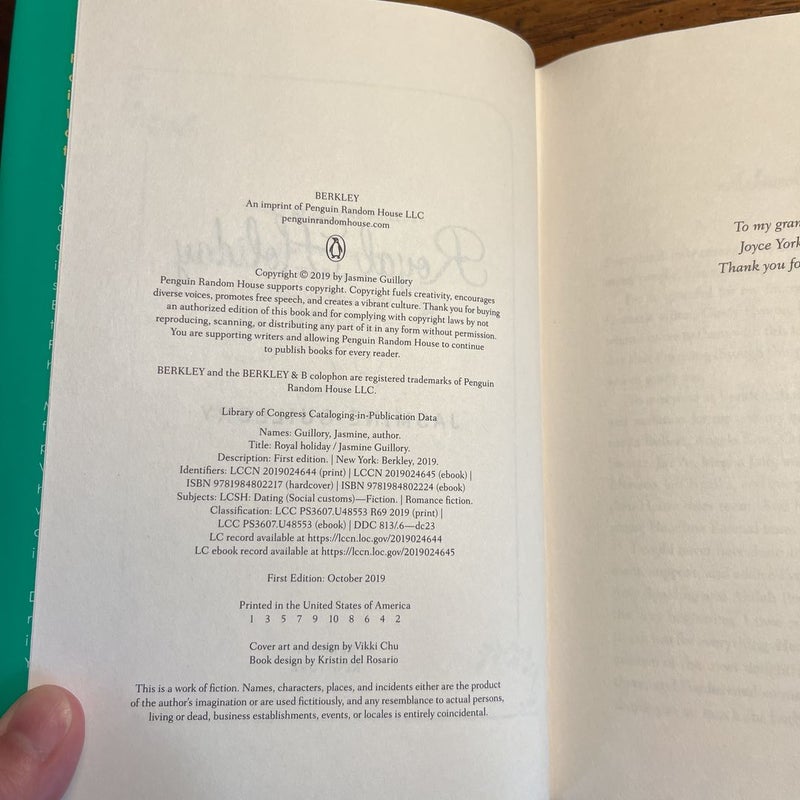 BERKLEY
An imprint of Penguin Random House LLC
penguinrandomhouse.com
Copyright © 2019 by Jasmine Guillory
Penguin Random House supports copyright. Copyright fuels creativity, encourages
diverse voices, promotes free speech, and creates a vibrant culture. Thank you for buying
an authorized edition of this book and for complying with copyright laws by not
reproducing, scanning, or distributing any part of it in any form without permission.
You are supporting writers and allowing Penguin Random House to continue
to publish books for every reader.
BERKLEY and the BERKLEY & B colophon are registered trademarks of Penguin
Random House LLC.
Library of Congress Cataloging-in-Publication Data
Names: Guillory, Jasmine, author.
Title: Royal holiday / Jasmine Guillory.
Description: First edition. | New York: Berkley, 2019.
Identifiers: LCCN 2019024644 (print) | LCCN 2019024645 (ebook) |
ISBN 9781984802217 (hardcover) | ISBN 9781984802224 (ebook)
Subjects: LCSH: Dating (Social customs)—Fiction. | Romance fiction.
Classification: LCC PS3607.U48553 R69 2019 (print) |
LCC PS3607.U48553 (ebook) | DDC 813/.6—dc23
LC record available at https://lccn.loc.gov/2019024644
LC ebook record available at https://lccn.loc.gov/2019024645
First Edition: October 2019
Printed in the United States of America
1 3 5 7 9 10 8 6 4 2
Cover art and design by Vikki Chu
Book design by Kristin del Rosario
This is a work of fiction. Names, characters, places, and incidents either are the product
of the author's imagination or are used fictitiously, and any resemblance to actual persons,
living or dead, business establishments, events, or locales is entirely coincidental.
To my gran
Joyce York
Thank you fo